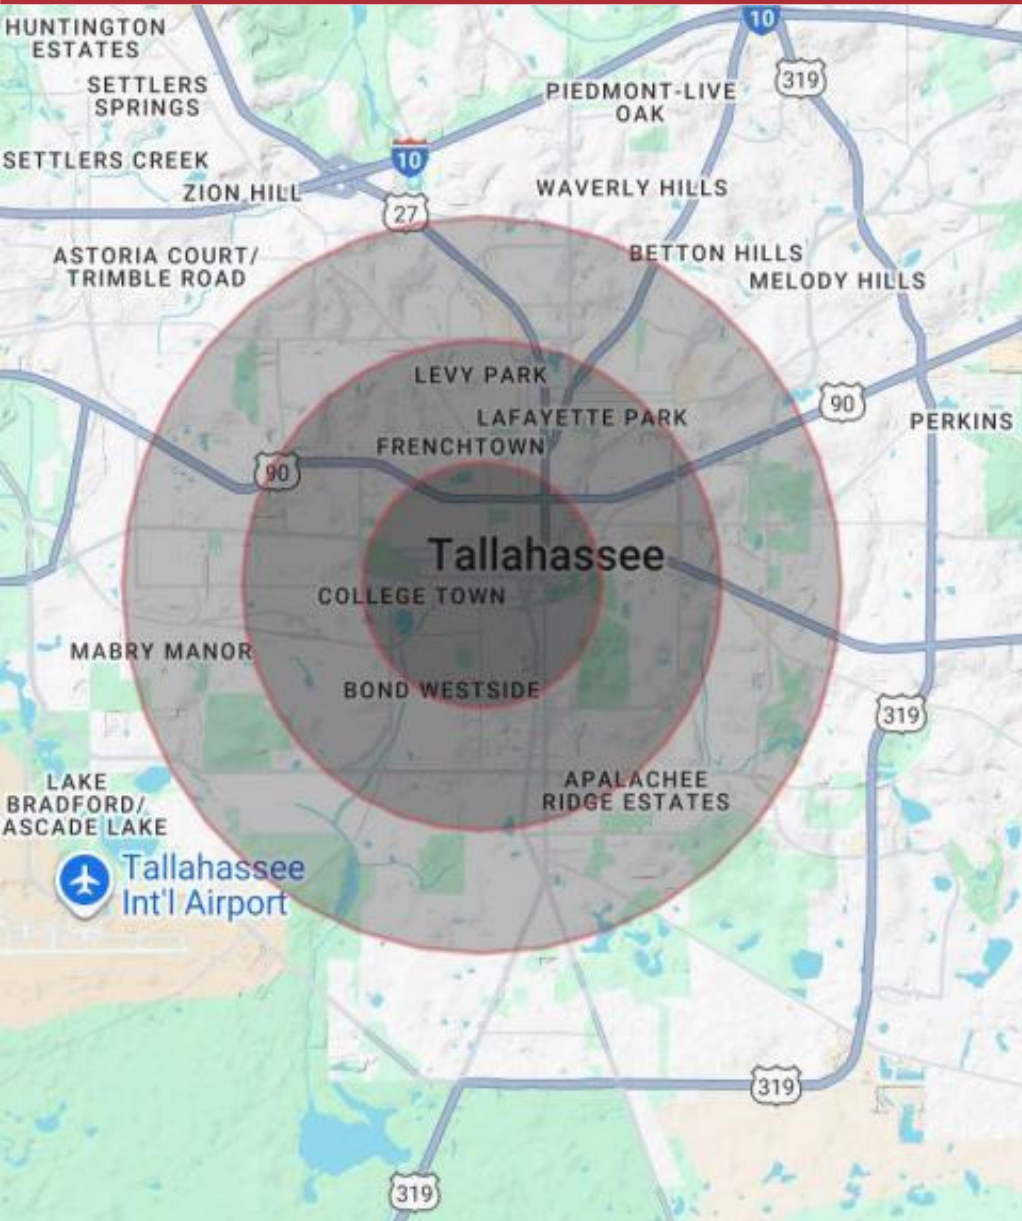 HUNTINGTON
ESTATES
10
SETTLERS
SPRINGS
319
PIEDMONT-LIVE
OAK
SETTLERS CREEK
10
ZION HILL
WAVERLY HILLS
27
ASTORIA COURT/
TRIMBLE ROAD
BETTON HILLS
MELODY HILLS
LEVY PARK
90
LAFAYETTE PARK
PERKINS
FRENCHTOWN
90
Tallahassee
COLLEGE TOWN
MABRY MANOR
BOND WESTSIDE
319
LAKE
BRADFORD/
ASCADE LAKE
APALACHEE
RIDGE ESTATES
Tallahassee
Int'l Airport
319
319